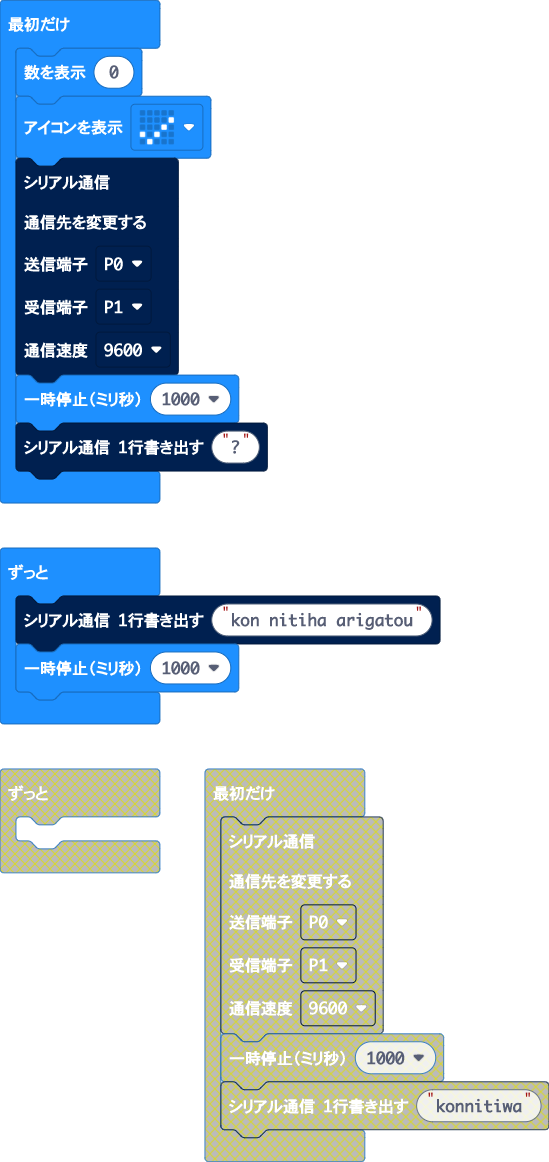 最初だけ
数を表示 0
アイコンを表示
シリアル通信
通信先を変更する
送信端子 P0
受信端子 P1
通信速度 9600
一時停止(ミリ秒) 1000
シリアル通信 1行書き出す "?"
ずっと
シリアル通信 1行書き出す "kon nitiha arigatou"
一時停止(ミリ秒) 1000
ずっと
最初だけ
シリアル通信
通信先を変更する
送信端子 P0
受信端子 P1
通信速度 9600
一時停止(ミリ秒) 1000
シリアル通信 1行書き出す "konnitiwa"